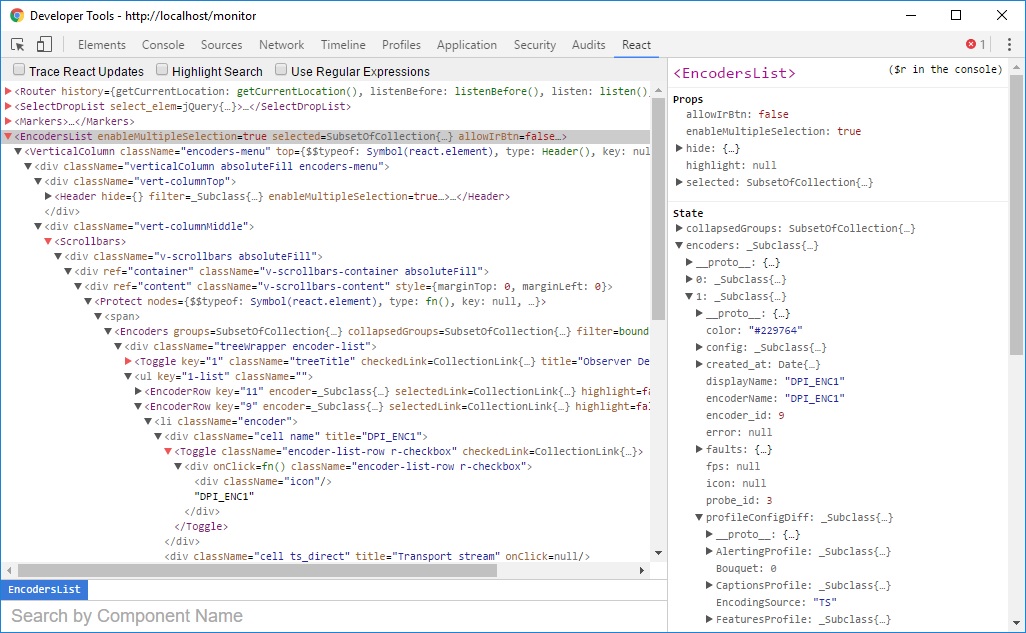 Developer Tools - http://localhost/monitor
Elements Console Sources Network Timeline Profiles Application Security Audits React 1
Trace React Updates Highlight Search Use Regular Expressions
<Router history={getCurrentLocation: getCurrentLocation(), listenBefore: listenBefore(), listen: listen()
<SelectDropList select_elem=jQuery{…}>…</SelectDropList>
<Markers>…</Markers>
<EncodersList enableMultipleSelection=true selected=SubsetOfCollection{…} allowIrBtn=false…>
<VerticalColumn className="encoders-menu" top={$$typeof: Symbol(react.element), type: Header(), key: null
<div className="verticalColumn absoluteFill encoders-menu">
<div className="vert-columnTop">
<Header hide={} filter=_Subclass{…} enableMultipleSelection=true…>…</Header>
</div>
<div className="vert-columnMiddle">
<Scrollbars>
<div className="v-scrollbars absoluteFill">
<div ref="container" className="v-scrollbars-container absoluteFill">
<div ref="content" className="v-scrollbars-content" style={marginTop: 0, marginLeft: 0}>
<Protect nodes={$$typeof: Symbol(react.element), type: fn(), key: null, …}>
<span>
<Encoders groups=SubsetOfCollection{…} collapsedGroups=SubsetOfCollection{…} filter=bound
<div className="treeWrapper encoder-list">
<Toggle key="1" className="treeTitle" checkedLink=CollectionLink{…} title="Observer De
<ul key="1-list" className="">
<EncoderRow key="11" encoder=_Subclass{…} selectedLink=CollectionLink{…} highlight=fa
<EncoderRow key="9" encoder=_Subclass{…} selectedLink=CollectionLink{…} highlight=fal
<li className="encoder">
<div className="cell name" title="DPI_ENC1">
<Toggle className="encoder-list-row r-checkbox" checkedLink=CollectionLink{…}>
<div onClick=fn() className="encoder-list-row r-checkbox">
<div className="icon"/>
"DPI_ENC1"
</div>
</Toggle>
</div>
<div className="cell ts_direct" title="Transport stream" onClick=null/>
EncodersList
Search by Component Name
<EncodersList> ($r in the console)
Props
allowIrBtn: false
enableMultipleSelection: true
hide: {…}
highlight: null
selected: SubsetOfCollection{…}
State
collapsedGroups: SubsetOfCollection{…}
encoders: _Subclass{…}
__proto__: {…}
0: _Subclass{…}
1: _Subclass{…}
__proto__: {…}
color: "#229764"
config: _Subclass{…}
created_at: Date{…}
displayName: "DPI_ENC1"
encoderName: "DPI_ENC1"
encoder_id: 9
error: null
faults: {…}
fps: null
icon: null
probe_id: 3
profileConfigDiff: _Subclass{…}
__proto__: {…}
AlertingProfile: _Subclass{…}
Bouquet: 0
CaptionsProfile: _Subclass{…}
EncodingSource: "TS"
FeaturesProfile: _Subclass{…}